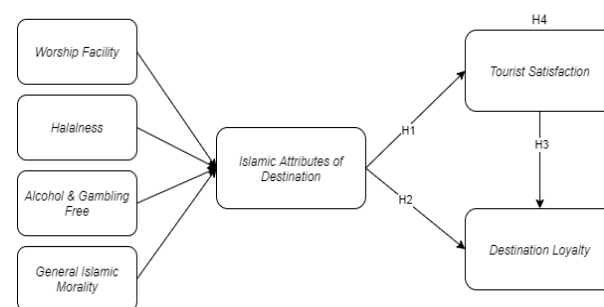 Worship Facility
Halalness
Alcohol & Gambling
Free
General Islamic
Morality
Islamic Attributes of
Destination
H1
H2
H4
Tourist Satisfaction
H3
Destination Loyalty